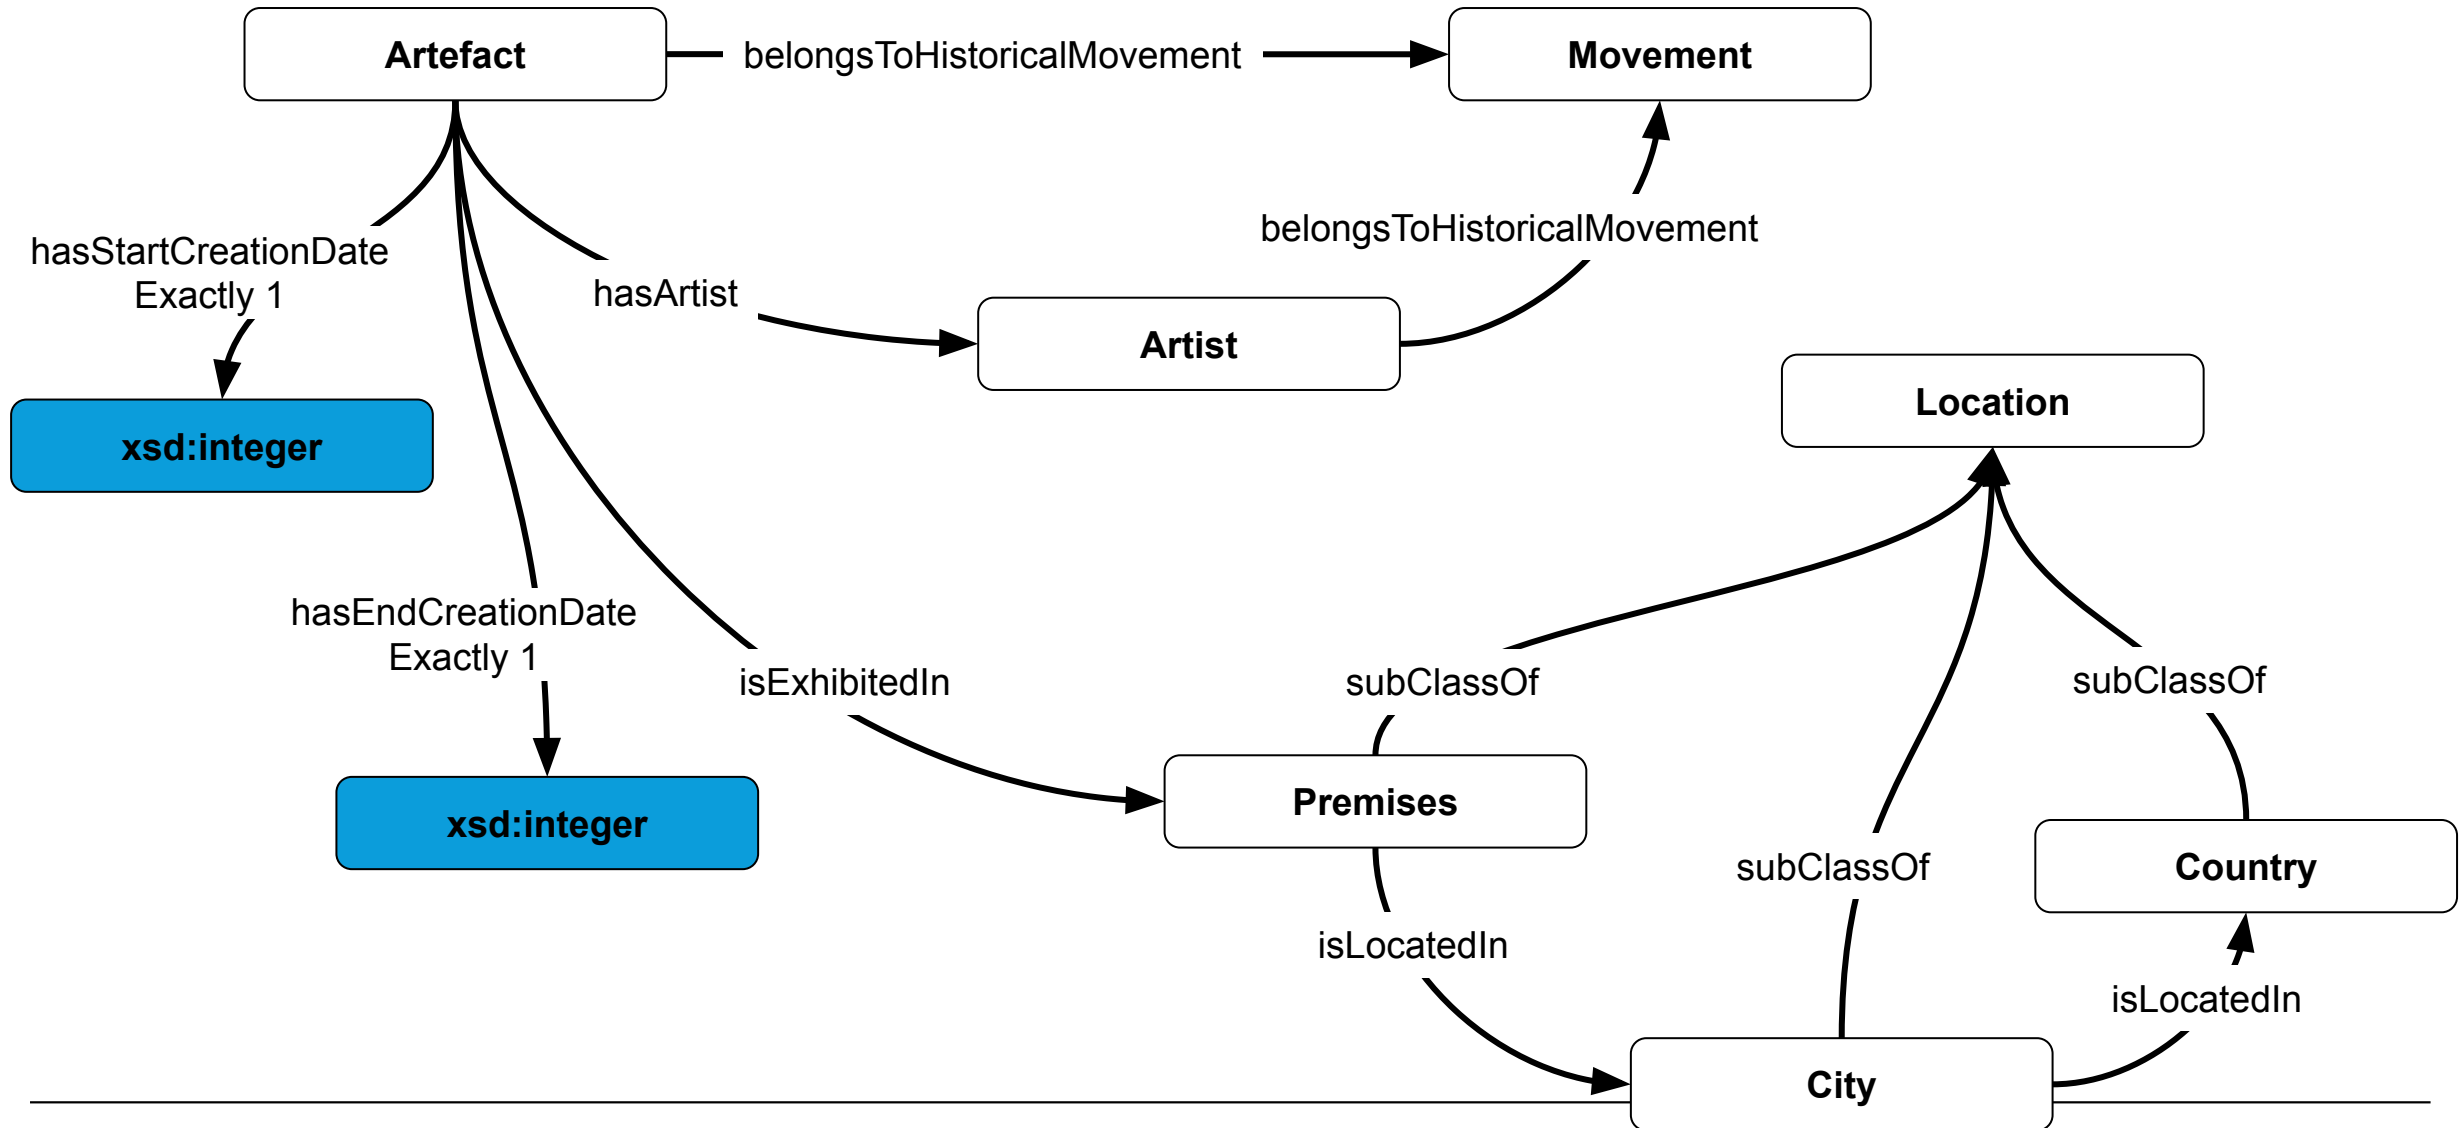 Artefact
belongsToHistoricalMovement
Movement
belongsToHistoricalMovement
hasStartCreationDate
Exactly 1
hasArtist
Artist
Location
xsd:integer
hasEndCreationDate
Exactly 1
isExhibitedIn
subClassOf
subClassOf
Premises
xsd:integer
subClassOf
Country
isLocatedIn
isLocatedIn
City